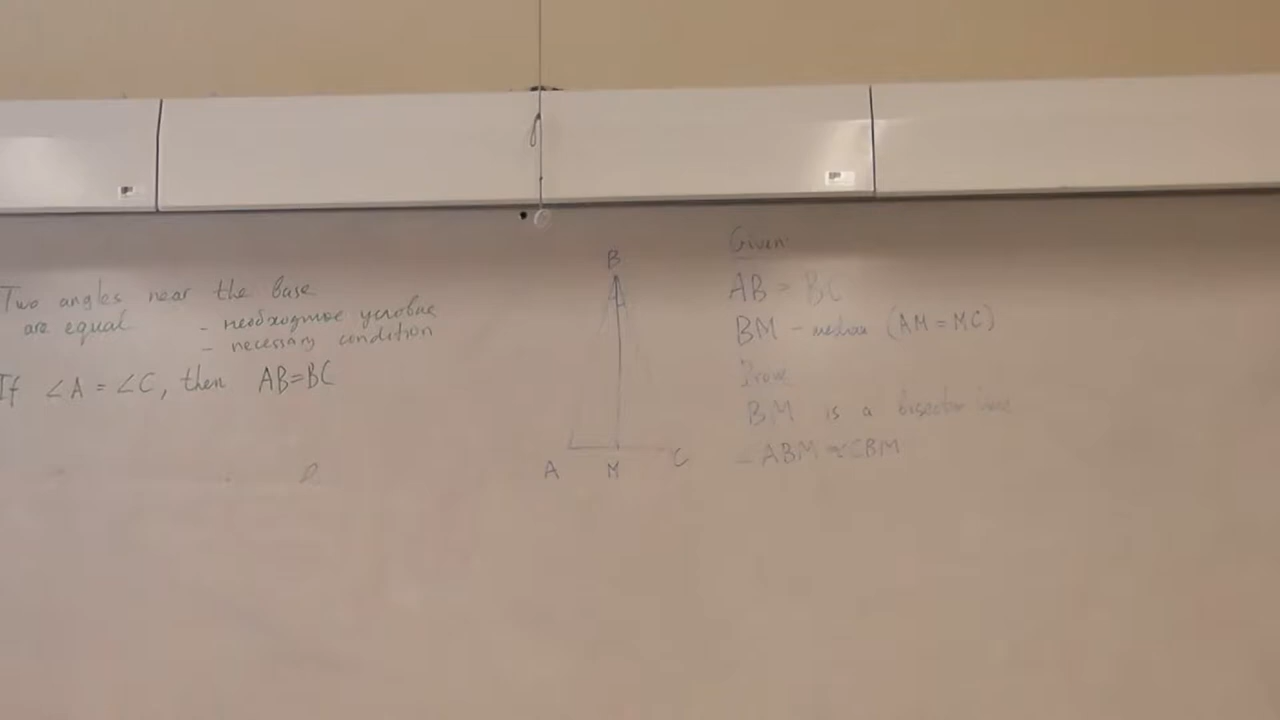 Two angles near the base
are equal
- необходимое условие
- necessary condition
If ∠A = ∠C, then AB=BC
B
A M C
Given:
AB = BC
BM - median (AM = MC)
Prove
BM is a bisector
ABM CBM